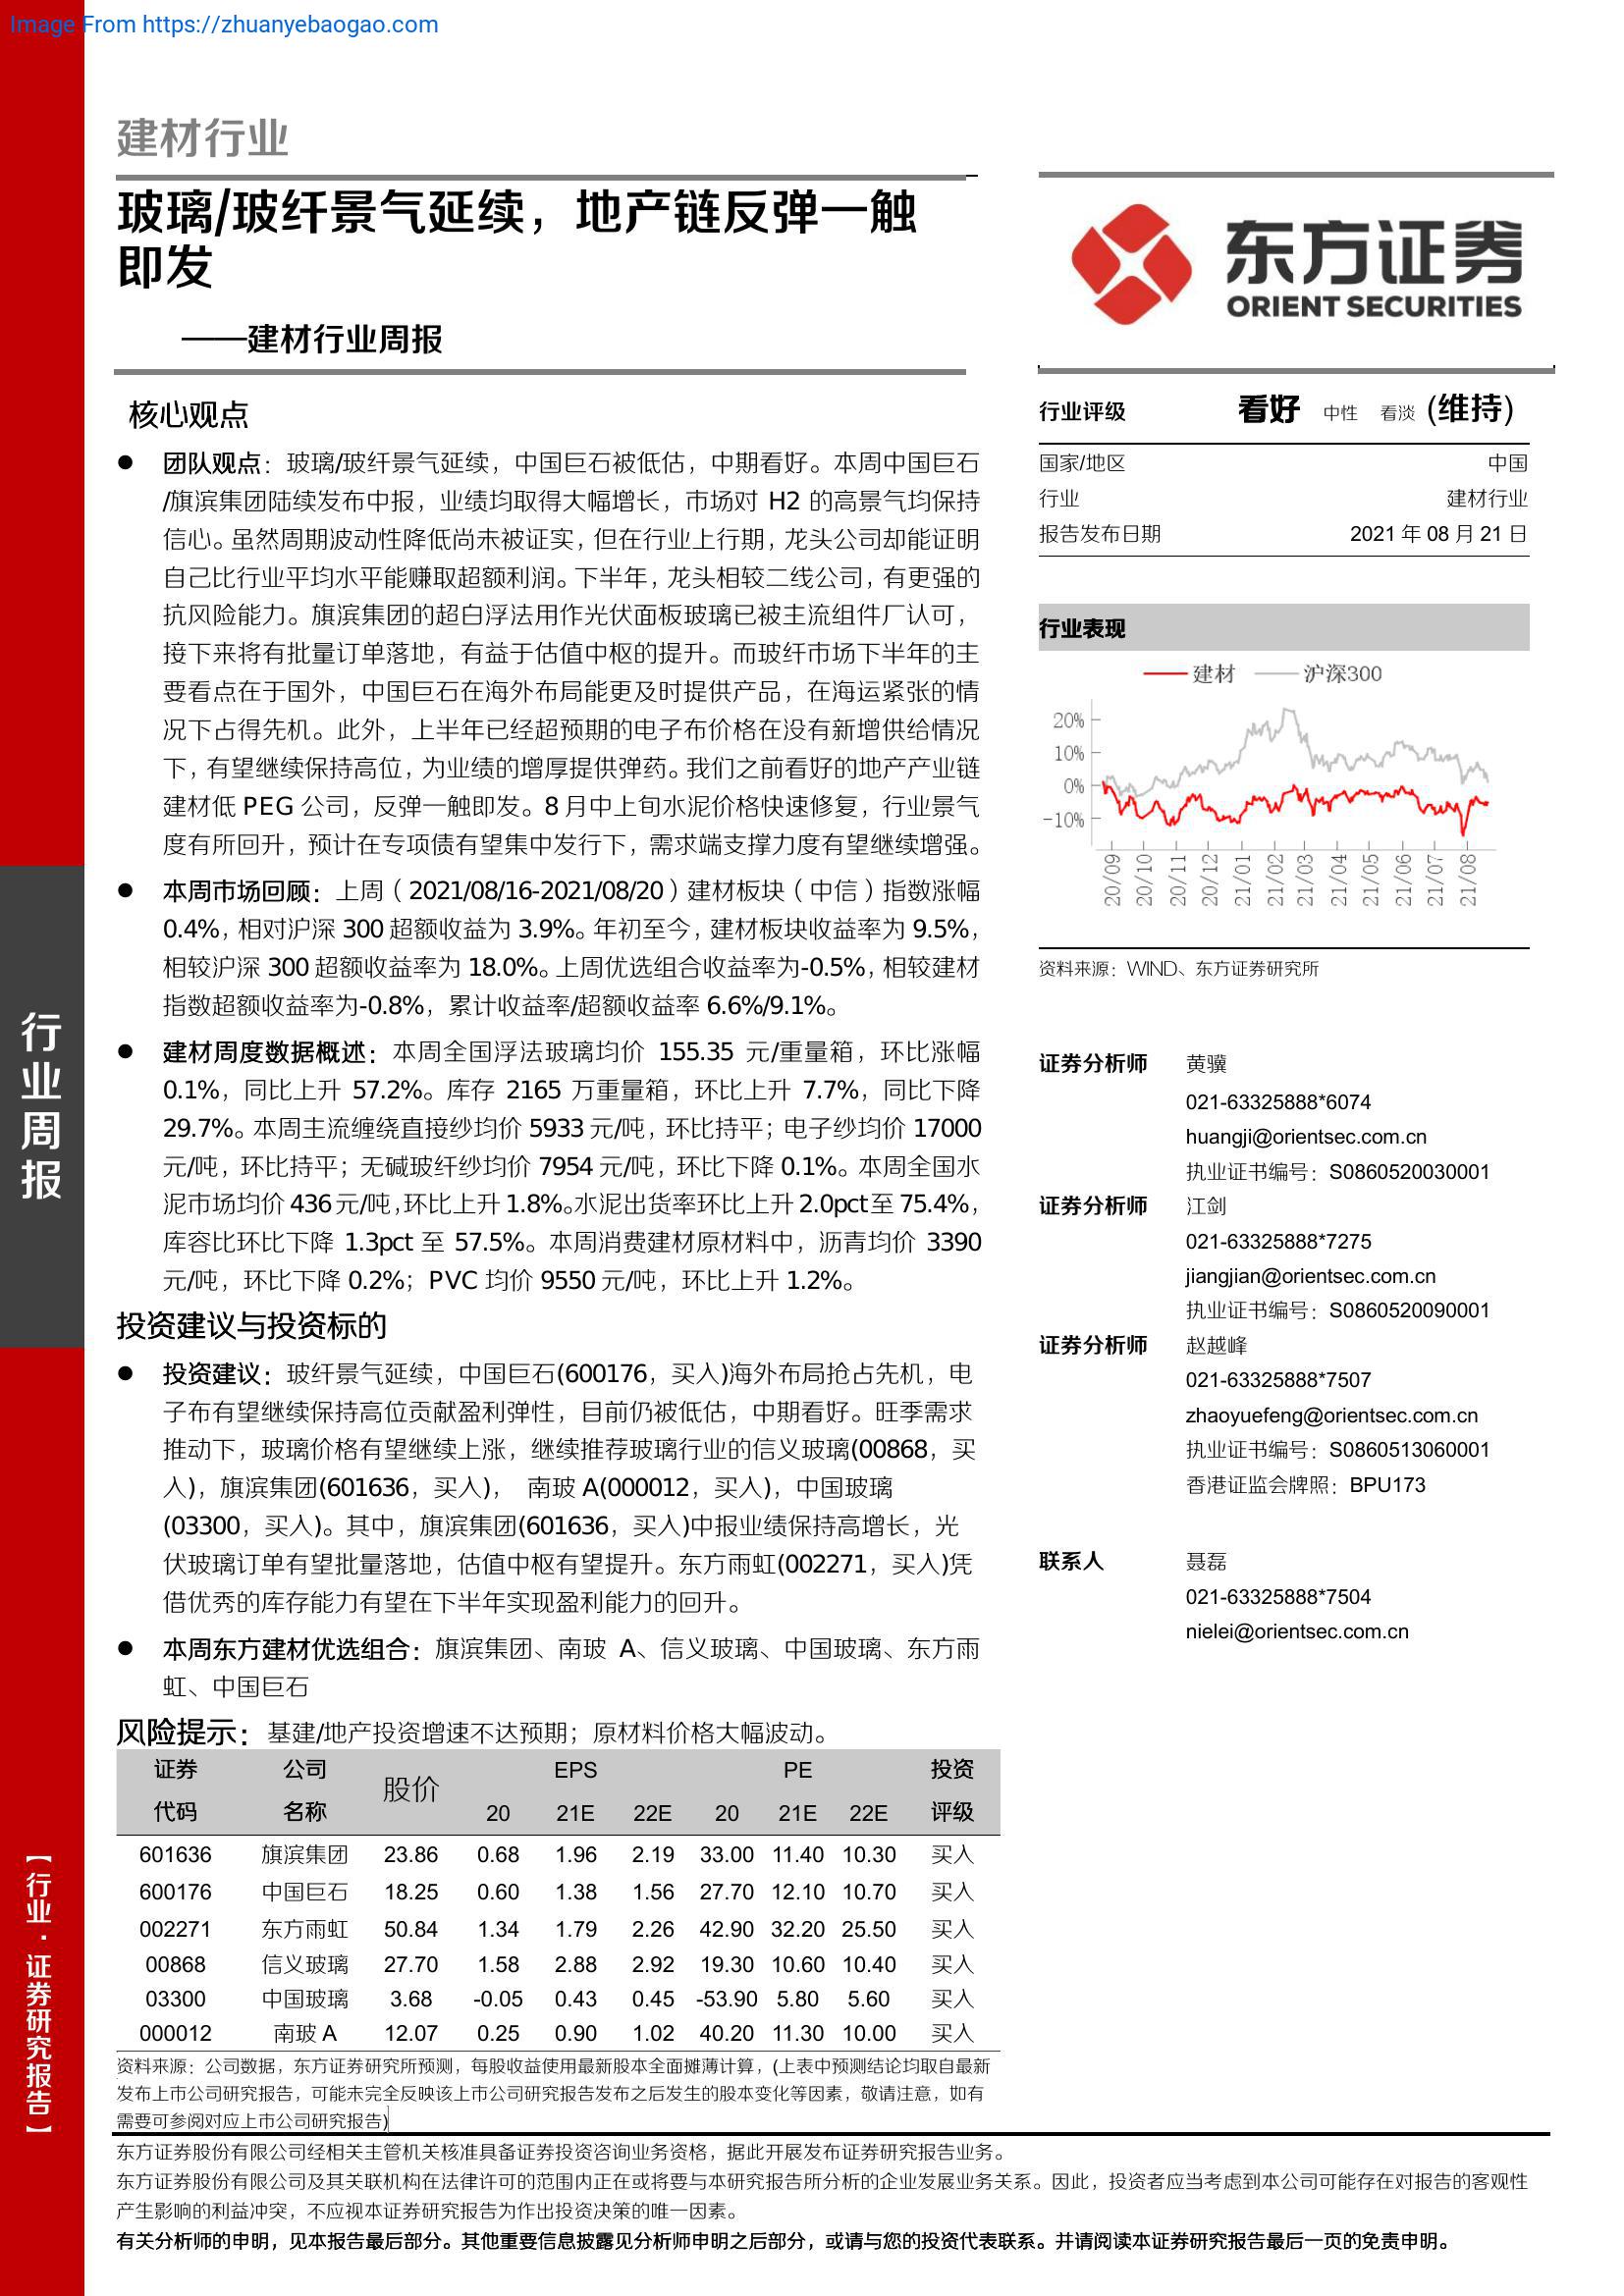 Image From https://zhuanyebaogao.com
建材行业
玻璃/玻纤景气延续，地产链反弹一触
即发
——建材行业周报
核心观点
● 团队观点：玻璃/玻纤景气延续，中国巨石被低估，中期看好。本周中国巨石
/旗滨集团陆续发布中报，业绩均取得大幅增长，市场对 H2 的高景气均保持
信心。虽然周期波动性降低尚未被证实，但在行业上行期，龙头公司却能证明
自己比行业平均水平能赚取超额利润。下半年，龙头相较二线公司，有更强的
抗风险能力。旗滨集团的超白浮法用作光伏面板玻璃已被主流组件厂认可，
接下来将有批量订单落地，有益于估值中枢的提升。而玻纤市场下半年的主
要看点在于国外，中国巨石在海外布局能更及时提供产品，在海运紧张的情
况下占得先机。此外，上半年已经超预期的电子布价格在没有新增供给情况
下，有望继续保持高位，为业绩的增厚提供弹药。我们之前看好的地产产业链
建材低 PEG 公司，反弹一触即发。8 月中上旬水泥价格快速修复，行业景气
度有所回升，预计在专项债有望集中发行下，需求端支撑力度有望继续增强。
● 本周市场回顾：上周（2021/08/16-2021/08/20）建材板块（中信）指数涨幅
0.4%，相对沪深 300 超额收益为 3.9%。年初至今，建材板块收益率为 9.5%，
相较沪深 300 超额收益率为 18.0%。上周优选组合收益率为-0.5%，相较建材
指数超额收益率为-0.8%，累计收益率/超额收益率 6.6%/9.1%。
● 建材周度数据概述：本周全国浮法玻璃均价 155.35 元/重量箱，环比涨幅
0.1%，同比上升 57.2%。库存 2165 万重量箱，环比上升 7.7%，同比下降
29.7%。本周主流缠绕直接纱均价 5933 元/吨，环比持平；电子纱均价 17000
元/吨，环比持平；无碱玻纤纱均价 7954 元/吨，环比下降 0.1%。本周全国水
泥市场均价 436 元/吨，环比上升 1.8%。水泥出货率环比上升 2.0pct 至 75.4%，
库容比环比下降 1.3pct 至 57.5%。本周消费建材原材料中，沥青均价 3390
元/吨，环比下降 0.2%；PVC 均价 9550 元/吨，环比上升 1.2%。
投资建议与投资标的
● 投资建议：玻纤景气延续，中国巨石(600176，买入)海外布局抢占先机，电
子布有望继续保持高位贡献盈利弹性，目前仍被低估，中期看好。旺季需求
推动下，玻璃价格有望继续上涨，继续推荐玻璃行业的信义玻璃(00868，买
入)，旗滨集团(601636，买入)， 南玻 A(000012，买入)，中国玻璃
(03300，买入)。其中，旗滨集团(601636，买入)中报业绩保持高增长，光
伏玻璃订单有望批量落地，估值中枢有望提升。东方雨虹(002271，买入)凭
借优秀的库存能力有望在下半年实现盈利能力的回升。
● 本周东方建材优选组合：旗滨集团、南玻 A、信义玻璃、中国玻璃、东方雨
虹、中国巨石
风险提示：基建/地产投资增速不达预期；原材料价格大幅波动。
证券 公司 股价 EPS PE 投资
代码 名称 20 21E 22E 20 21E 22E 评级
601636 旗滨集团 23.86 0.68 1.96 2.19 33.00 11.40 10.30 买入
600176 中国巨石 18.25 0.60 1.38 1.56 27.70 12.10 10.70 买入
002271 东方雨虹 50.84 1.34 1.79 2.26 42.90 32.20 25.50 买入
00868 信义玻璃 27.70 1.58 2.88 2.92 19.30 10.60 10.40 买入
03300 中国玻璃 3.68 -0.05 0.43 0.45 -53.90 5.80 5.60 买入
000012 南玻 A 12.07 0.25 0.90 1.02 40.20 11.30 10.00 买入
资料来源：公司数据，东方证券研究所预测，每股收益使用最新股本全面摊薄计算，(上表中预测结论均取自最新
发布上市公司研究报告，可能未完全反映该上市公司研究报告发布之后发生的股本变化等因素，敬请注意，如有
需要可参阅对应上市公司研究报告)
东方证券
ORIENT SECURITIES
行业评级 看好 中性 看淡 (维持)
国家/地区 中国
行业 建材行业
报告发布日期 2021 年 08 月 21 日
行业表现
建材 沪深300
20%
10%
0%
-10%
20/09 20/10 20/11 20/12 21/01 21/02 21/03 21/04 21/05 21/06 21/07 21/08
资料来源：WIND、东方证券研究所
证券分析师 黄骥
021-63325888*6074
huangji@orientsec.com.cn
执业证书编号：S0860520030001
证券分析师 江剑
021-63325888*7275
jiangjian@orientsec.com.cn
执业证书编号：S0860520090001
证券分析师 赵越峰
021-63325888*7507
zhaoyuefeng@orientsec.com.cn
执业证书编号：S0860513060001
香港证监会牌照：BPU173
联系人 聂磊
021-63325888*7504
nielei@orientsec.com.cn
行业周报
【行业·证券研究报告】
东方证券股份有限公司经相关主管机关核准具备证券投资咨询业务资格，据此开展发布证券研究报告业务。
东方证券股份有限公司及其关联机构在法律许可的范围内正在或将要与本研究报告所分析的企业发展业务关系。因此，投资者应当考虑到本公司可能存在对报告的客观性
产生影响的利益冲突，不应视本证券研究报告为作出投资决策的唯一因素。
有关分析师的申明，见本报告最后部分。其他重要信息披露见分析师申明之后部分，或请与您的投资代表联系。并请阅读本证券研究报告最后一页的免责申明。